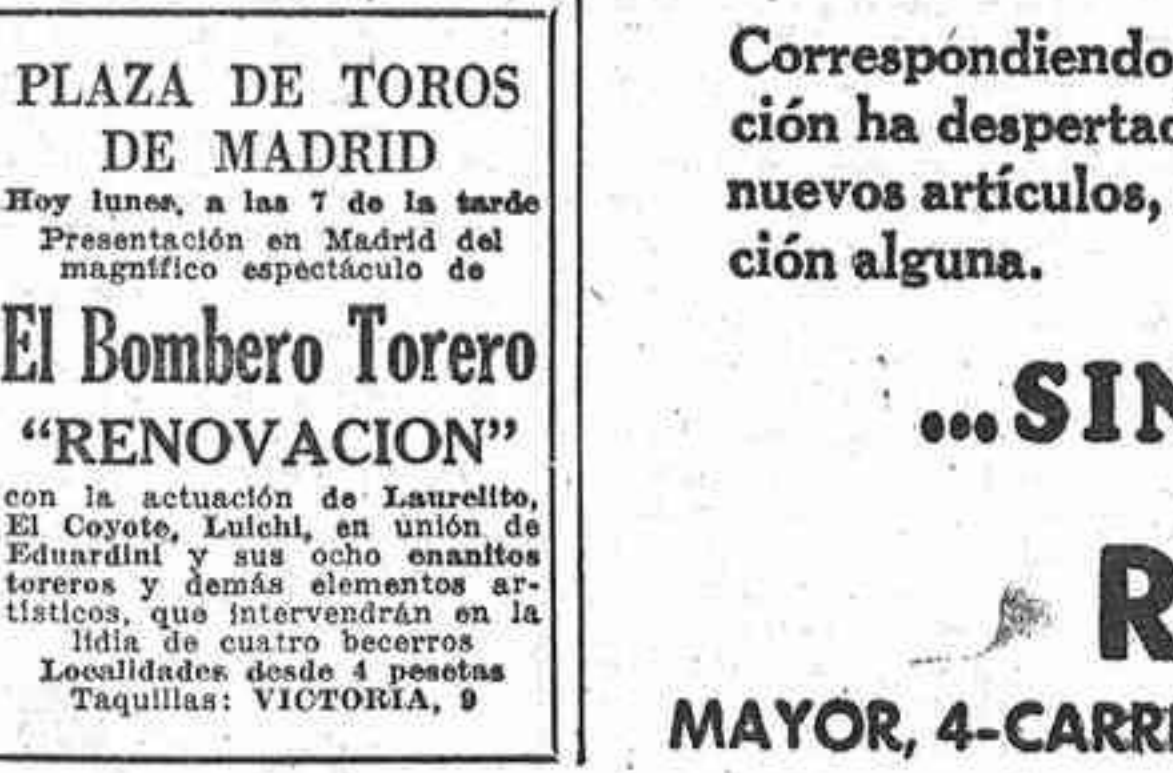 PLAZA DE TOROS
DE MADRID
Hoy lunes, a las 7 de la tarde
Presentación en Madrid del
magnífico espectáculo de
El Bombero Torero
"RENOVACION"
con la actuación de Laurelito,
El Coyote, Luichi, en unión de
Eduardini y sus ocho enanitos
toreros y demás elementos ar-
tísticos, que intervendrán en la
lidia de cuatro becerros
Localidades desde 4 pesetas
Taquillas: VICTORIA, 9
Correspondiendo
ción ha despertad
nuevos artículos,
ción alguna.
...SIN
R
MAYOR, 4-CARRE